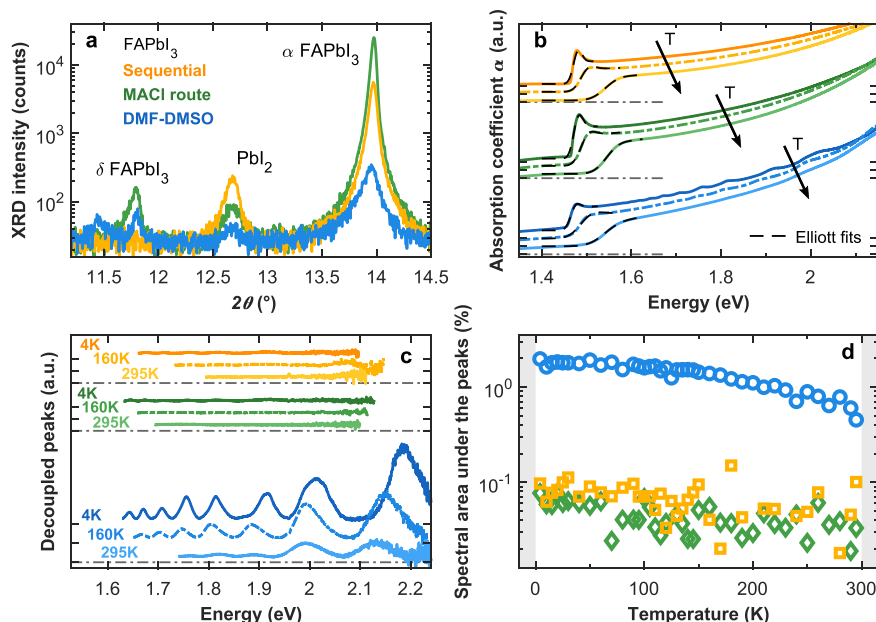 a
FAPbI3
Sequential
MACl route
DMF-DMSO
α FAPbI3
δ FAPbI3
PbI2
XRD intensity (counts)
10^4
10^3
10^2
11.5 12 12.5 13 13.5 14 14.5
2θ (°)
b
T
T
T
Elliott fits
Absorption coefficient α (a.u.)
1.4 1.6 1.8 2
Energy (eV)
c
4K
160K
295K
4K
160K
295K
4K
160K
295K
Decoupled peaks (a.u.)
1.6 1.7 1.8 1.9 2 2.1 2.2
Energy (eV)
d
Spectral area under the peaks (%)
10^0
10^-1
0 100 200 300
Temperature (K)